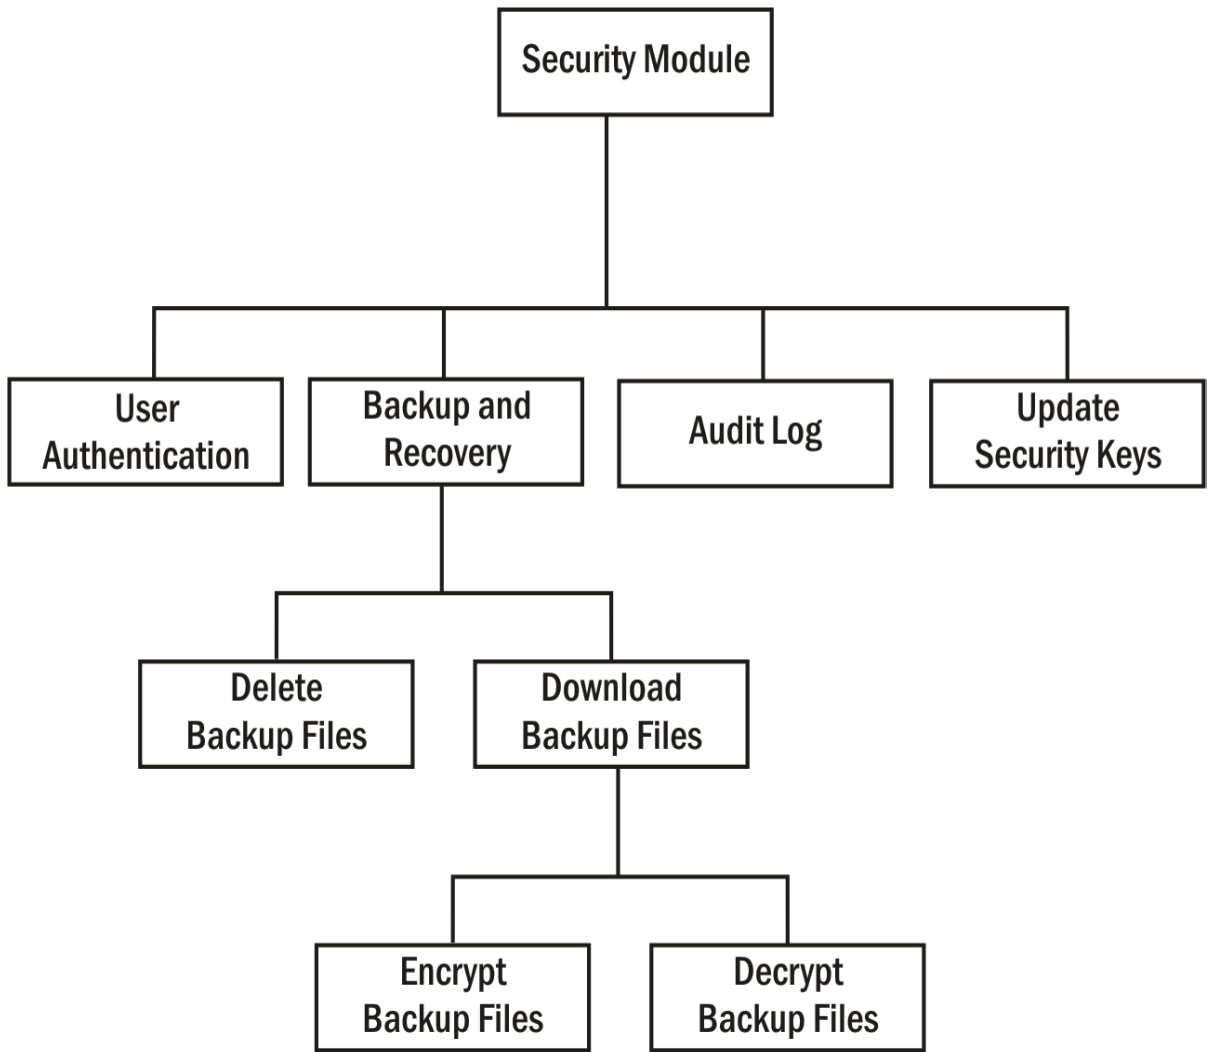 Security Module
User
Authentication
Backup and
Recovery
Audit Log
Update
Security Keys
Delete
Backup Files
Download
Backup Files
Encrypt
Backup Files
Decrypt
Backup Files